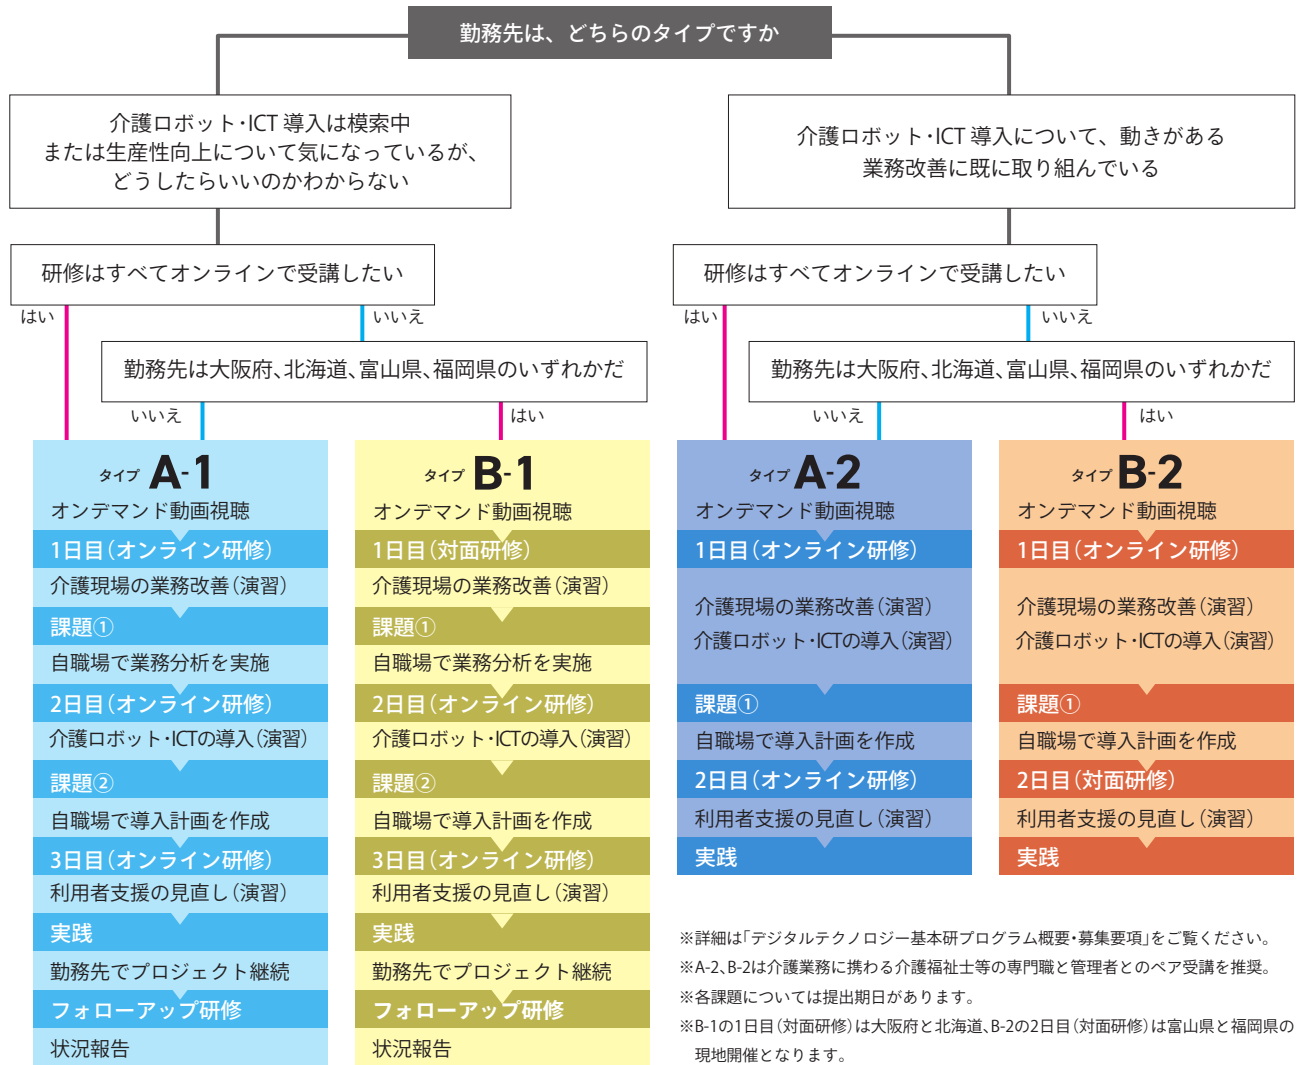 勤務先は、どちらのタイプですか
介護ロボット・ICT 導入は模索中
または生産性向上について気になっているが、
どうしたらいいのかわからない
研修はすべてオンラインで受講したい
はい
いいえ
勤務先は大阪府、北海道、富山県、福岡県のいずれかだ
いいえ
はい
介護ロボット・ICT 導入について、動きがある
業務改善に既に取り組んでいる
研修はすべてオンラインで受講したい
はい
いいえ
勤務先は大阪府、北海道、富山県、福岡県のいずれかだ
いいえ
はい
タイプ A-1
オンデマンド動画視聴
1日目（オンライン研修）
介護現場の業務改善（演習）
課題①
自職場で業務分析を実施
2日目（オンライン研修）
介護ロボット・ICTの導入（演習）
課題②
自職場で導入計画を作成
3日目（オンライン研修）
利用者支援の見直し（演習）
実践
勤務先でプロジェクト継続
フォローアップ研修
状況報告
タイプ B-1
オンデマンド動画視聴
1日目（対面研修）
介護現場の業務改善（演習）
課題①
自職場で業務分析を実施
2日目（オンライン研修）
介護ロボット・ICTの導入（演習）
課題②
自職場で導入計画を作成
3日目（オンライン研修）
利用者支援の見直し（演習）
実践
勤務先でプロジェクト継続
フォローアップ研修
状況報告
タイプ A-2
オンデマンド動画視聴
1日目（オンライン研修）
介護現場の業務改善（演習）
介護ロボット・ICTの導入（演習）
課題①
自職場で導入計画を作成
2日目（オンライン研修）
利用者支援の見直し（演習）
実践
タイプ B-2
オンデマンド動画視聴
1日目（オンライン研修）
介護現場の業務改善（演習）
介護ロボット・ICTの導入（演習）
課題①
自職場で導入計画を作成
2日目（対面研修）
利用者支援の見直し（演習）
実践
※詳細は「デジタルテクノロジー基本研プログラム概要・募集要項」をご覧ください。
※A-2、B-2は介護業務に携わる介護福祉士等の専門職と管理者とのペア受講を推奨。
※各課題については提出期日があります。
※B-1の1日目（対面研修）は大阪府と北海道、B-2の2日目（対面研修）は富山県と福岡県の
現地開催となります。